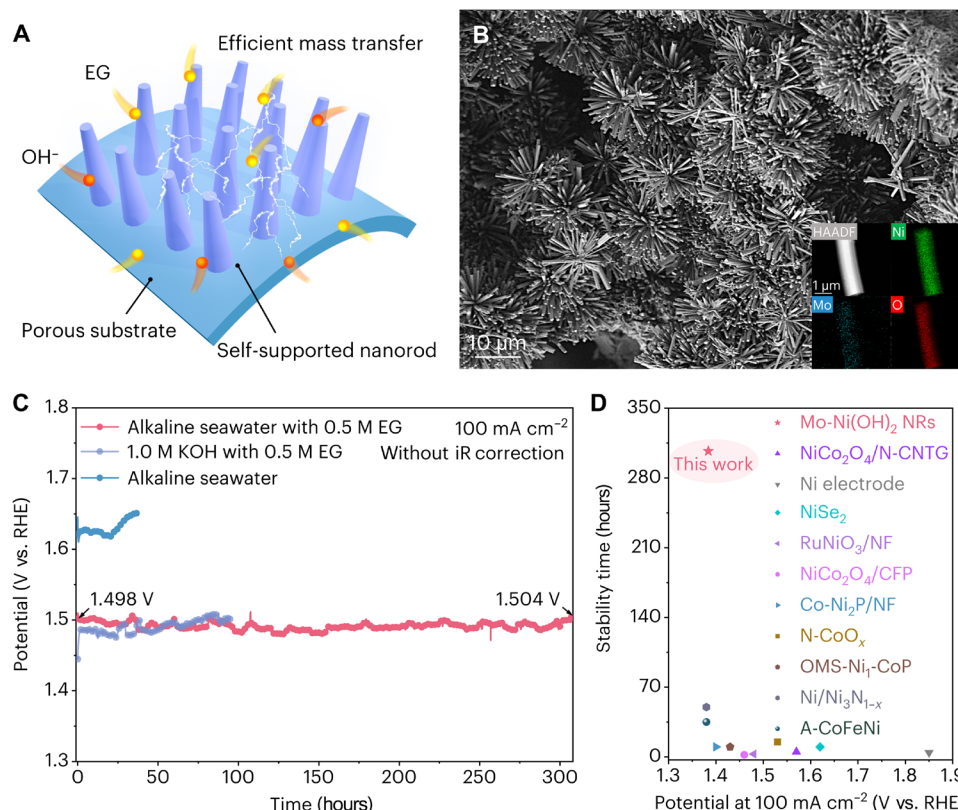 A
Efficient mass transfer
EG
OH⁻
Porous substrate
Self-supported nanorod
B
10 μm
HAADF
Ni
1 μm
Mo
O
C
Potential (V vs. RHE)
1.8
1.7
1.6
1.5
1.4
1.3
Alkaline seawater with 0.5 M EG
1.0 M KOH with 0.5 M EG
Alkaline seawater
100 mA cm⁻²
Without iR correction
1.498 V
1.504 V
0 50 100 150 200 250 300
Time (hours)
D
Stability time (hours)
350
280
210
140
70
0
This work
Mo-Ni(OH)₂ NRs
NiCo₂O₄/N-CNTG
Ni electrode
NiSe₂
RuNiO₃/NF
NiCo₂O₄/CFP
Co-Ni₂P/NF
N-CoOₓ
OMS-Ni₁-CoP
Ni/Ni₃N₁₋ₓ
A-CoFeNi
1.3 1.4 1.5 1.6 1.7 1.8 1.9
Potential at 100 mA cm⁻² (V vs. RHE)